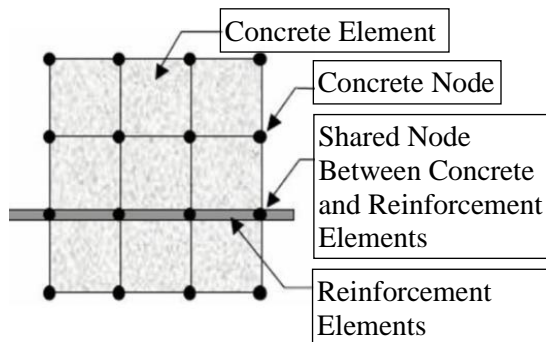 Concrete Element
Concrete Node
Shared Node
Between Concrete
and Reinforcement
Elements
Reinforcement
Elements